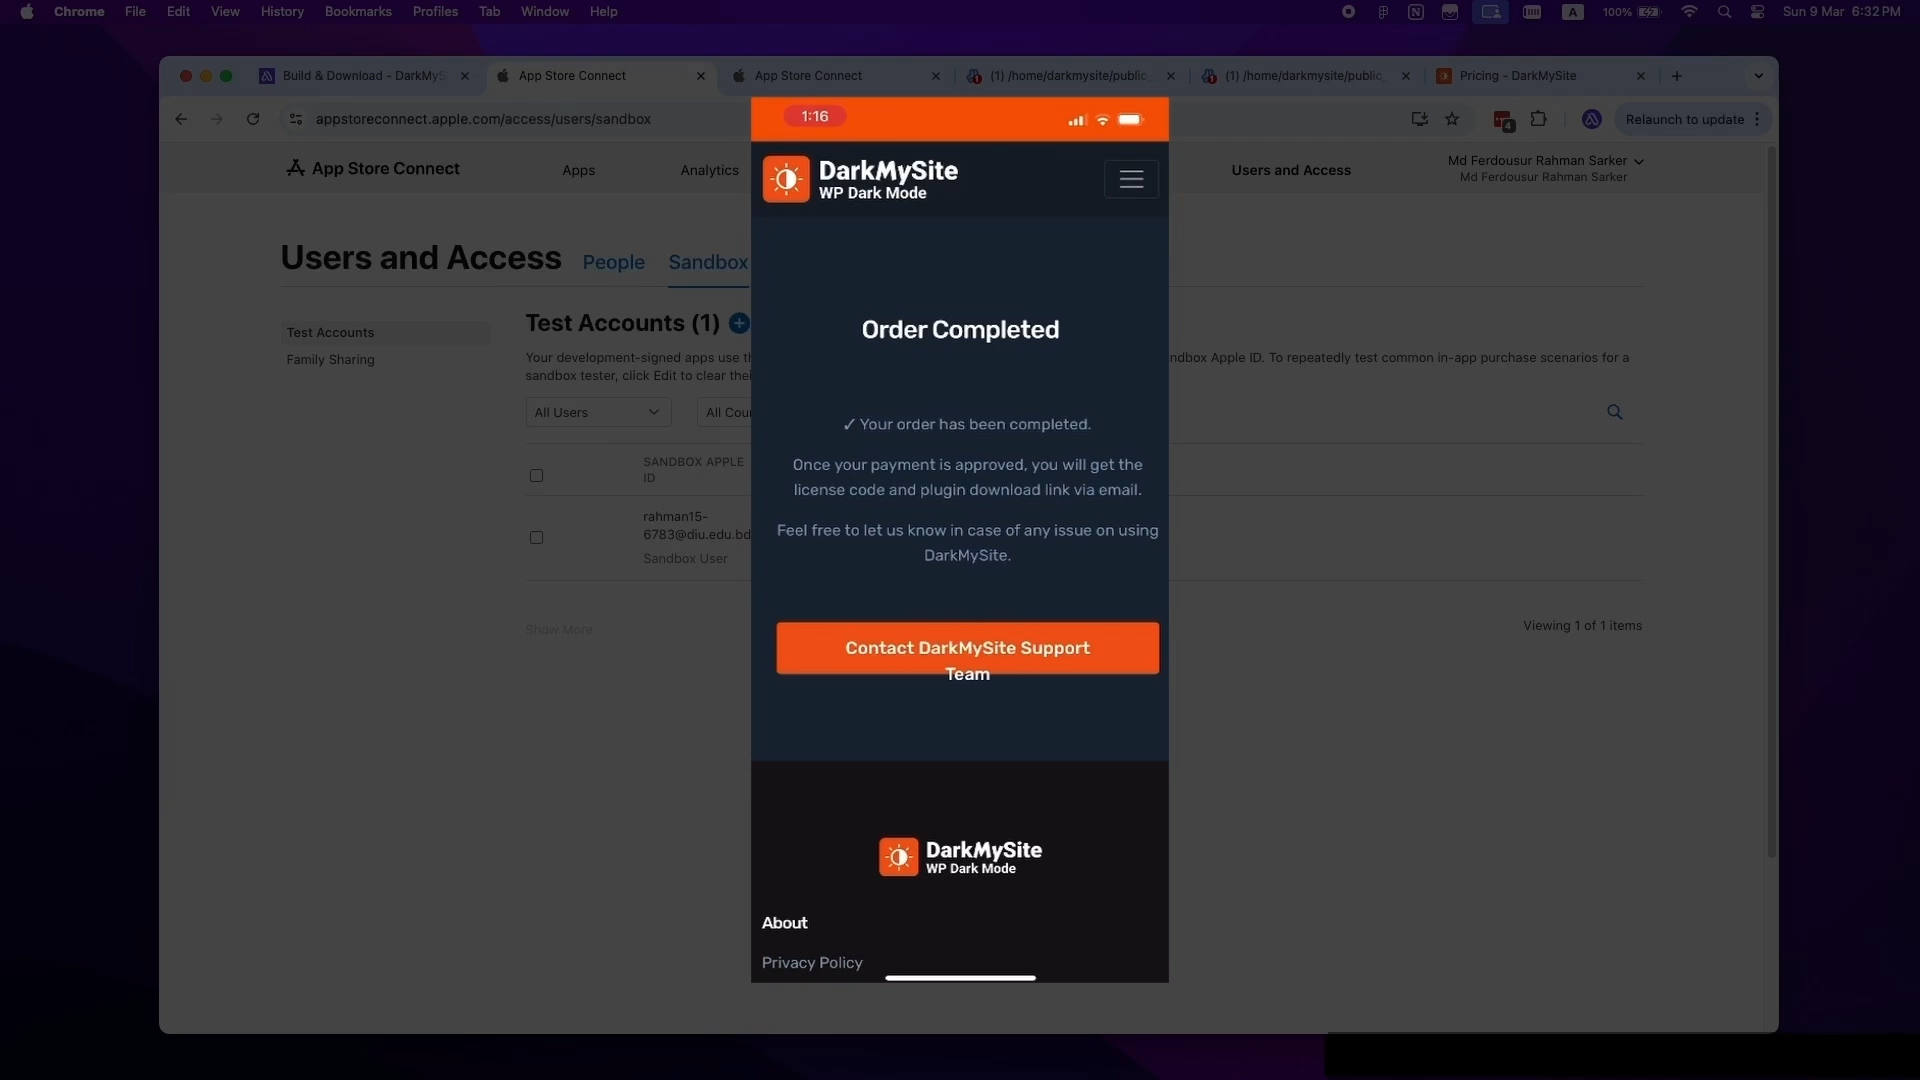 Chrome File Edit View History Bookmarks Profiles Tab Window Help
A 100% Sun 9 Mar 6:32 PM
Build & Download - DarkMyS
App Store Connect
App Store Connect
(1) /home/darkmysite/public_
(1) /home/darkmysite/public_
Pricing - DarkMySite
appstoreconnect.apple.com/access/users/sandbox
4
Relaunch to update
App Store Connect
Apps
Analytics
Users and Access
Md Ferdousur Rahman Sarker
Md Ferdousur Rahman Sarker
Users and Access
People
Sandbox
Test Accounts
Family Sharing
Test Accounts (1)
Your development-signed apps use th
ndbox Apple ID. To repeatedly test common in-app purchase scenarios for a
sandbox tester, click Edit to clear thei
All Users
All Cou
SANDBOX APPLE
ID
rahman15-
6783@diu.edu.bd
Sandbox User
Show More
Viewing 1 of 1 items
1:16
DarkMySite
WP Dark Mode
Order Completed
✓ Your order has been completed.
Once your payment is approved, you will get the
license code and plugin download link via email.
Feel free to let us know in case of any issue on using
DarkMySite.
Contact DarkMySite Support
Team
DarkMySite
WP Dark Mode
About
Privacy Policy